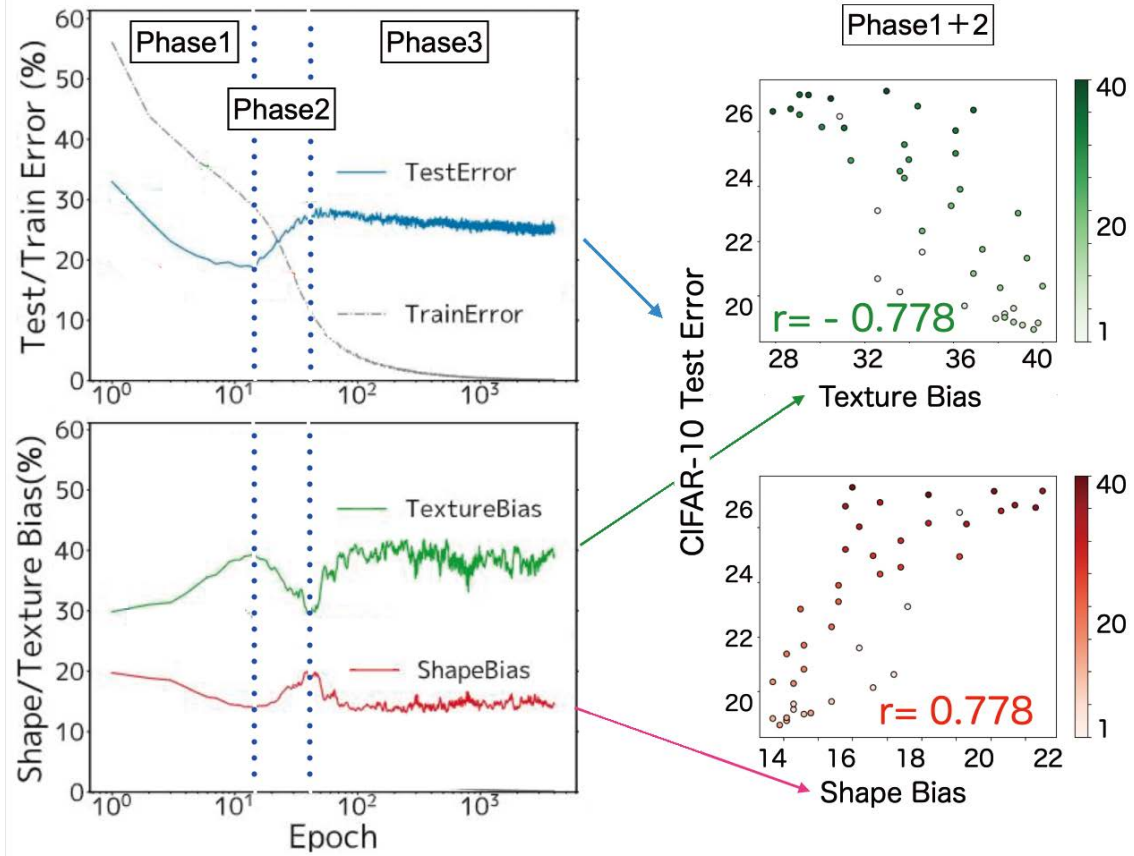 Phase1
Phase2
Phase3
Test/Train Error (%)
60
50
40
30
20
10
0
TestError
TrainError
10⁰
10¹
10²
10³
Shape/Texture Bias(%)
60
50
40
30
20
10
0
TextureBias
ShapeBias
10⁰
10¹
10²
10³
Epoch
Phase1+2
CIFAR-10 Test Error
26
24
22
20
r= - 0.778
28
32
36
40
Texture Bias
40
20
1
26
24
22
20
r= 0.778
14
16
18
20
22
Shape Bias
40
20
1